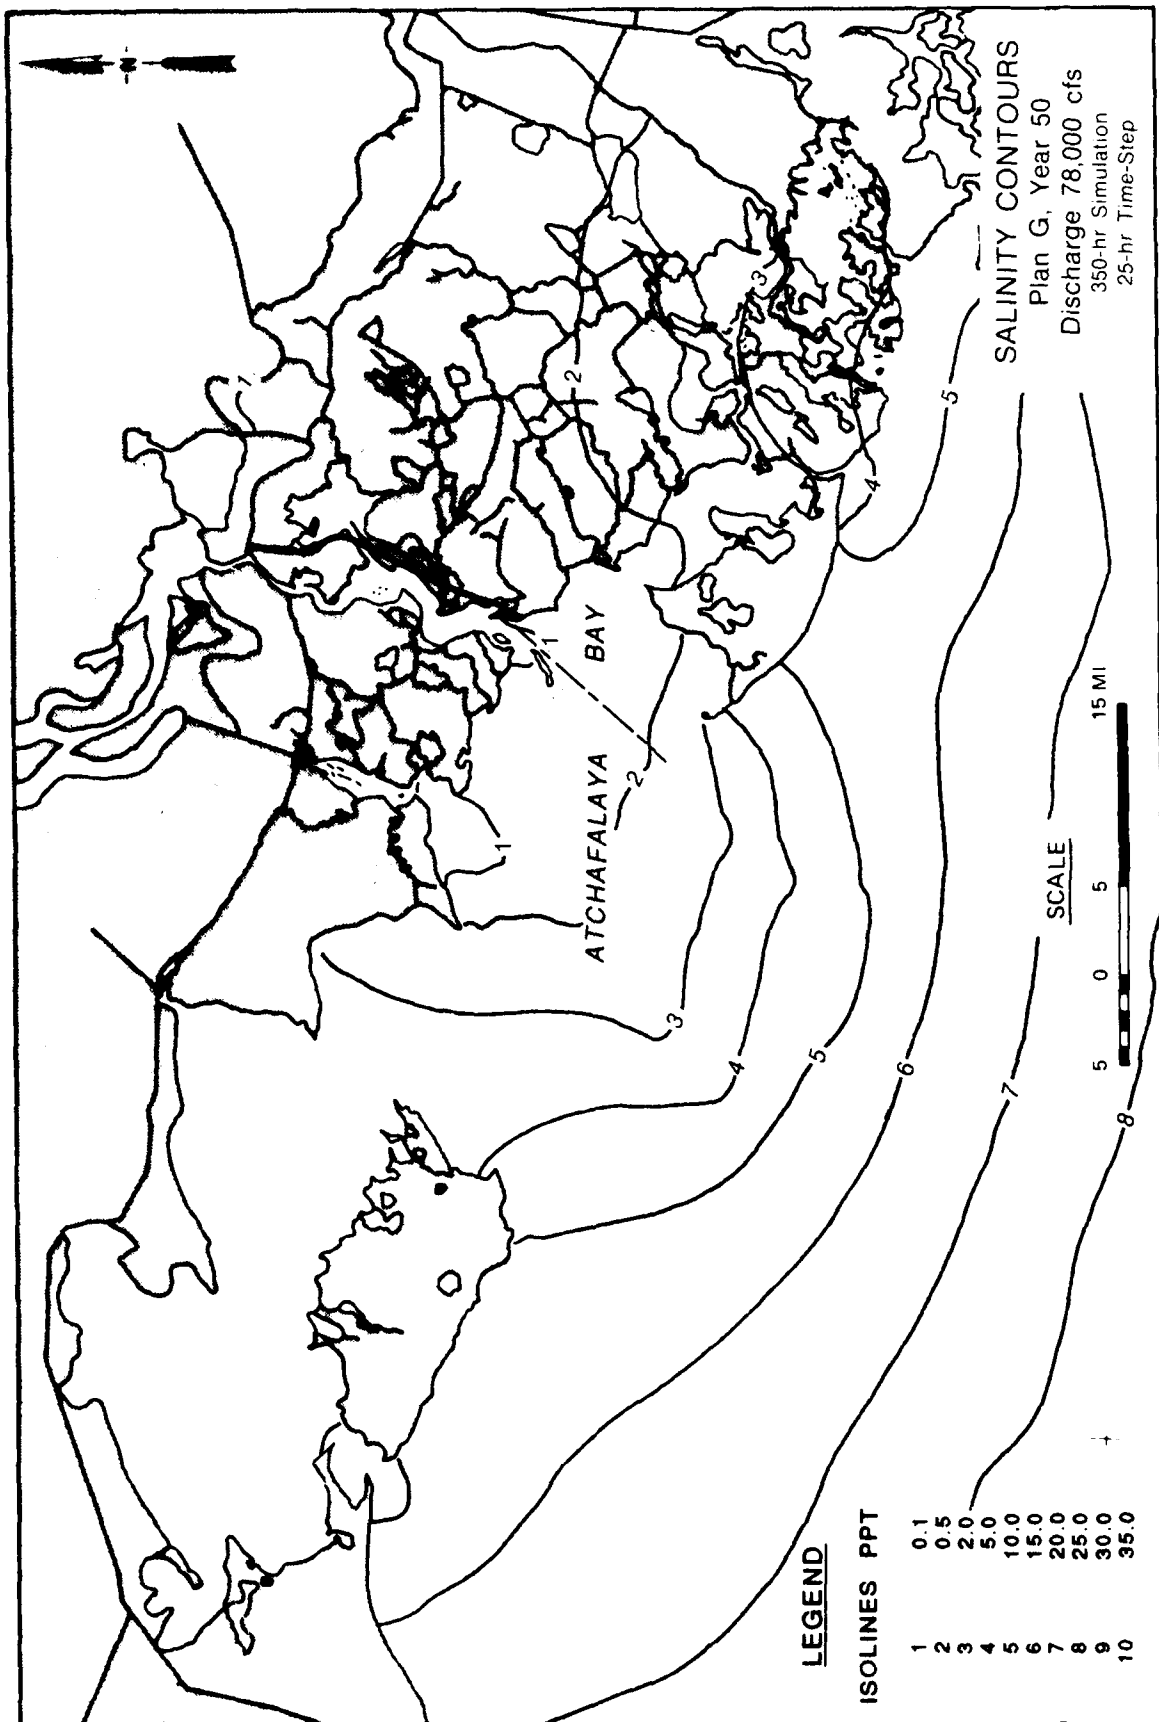 N
ATCHAFALAYA BAY
1
1
2
2
3
3
4
4
5
5
6
7
8
SALINITY CONTOURS
Plan G, Year 50
Discharge 78,000 cfs
350-hr Simulation
25-hr Time-Step
SCALE
5 0 5 15 MI
LEGEND
ISOLINES PPT
1 0.1
2 0.5
3 2.0
4 5.0
5 10.0
6 15.0
7 20.0
8 25.0
9 30.0
10 35.0